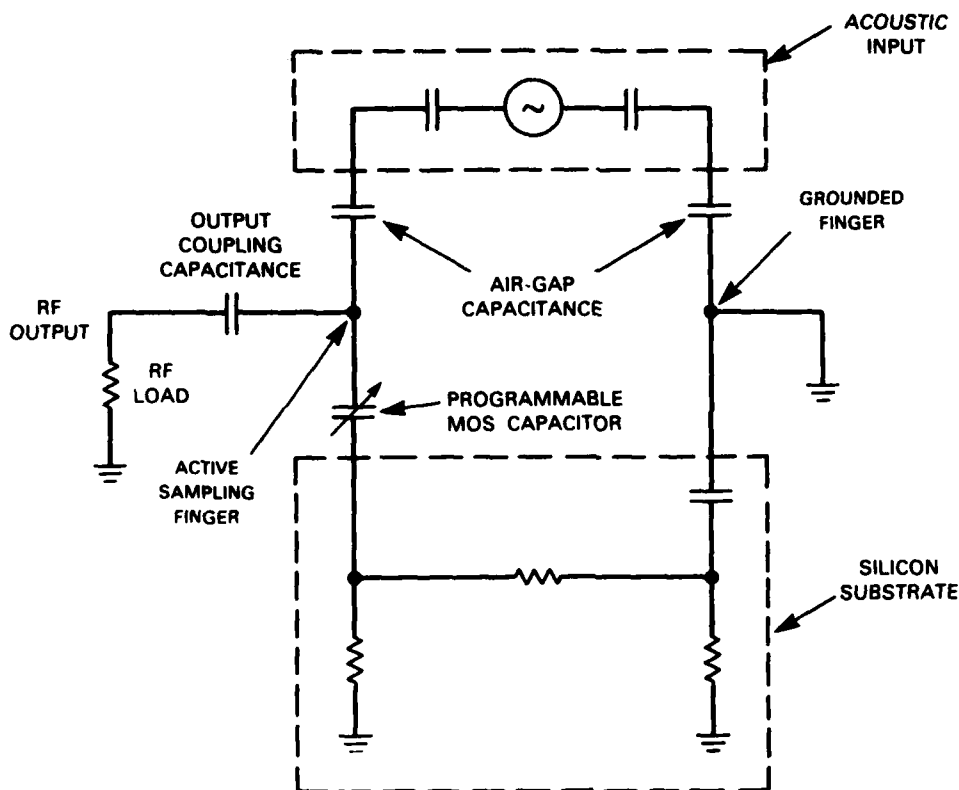 ACOUSTIC
INPUT
GROUNDED
FINGER
OUTPUT
COUPLING
CAPACITANCE
AIR-GAP
CAPACITANCE
RF
OUTPUT
RF
LOAD
PROGRAMMABLE
MOS CAPACITOR
ACTIVE
SAMPLING
FINGER
SILICON
SUBSTRATE